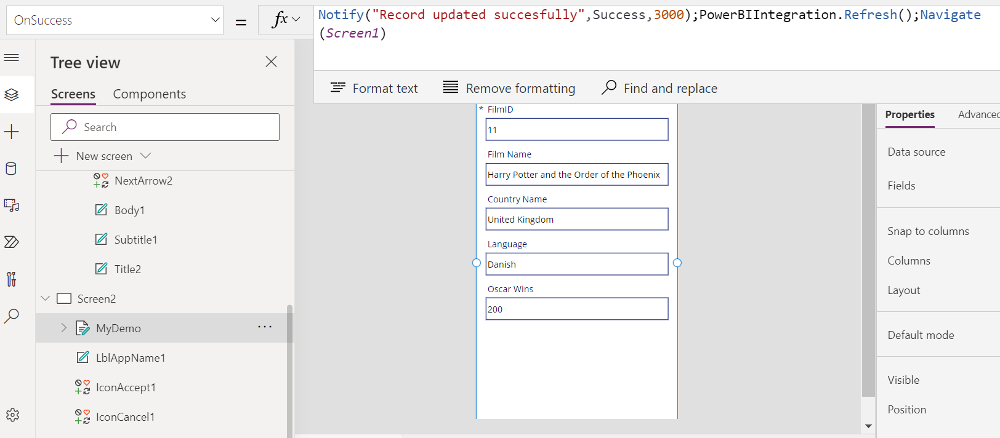 OnSuccess
=
fx
Notify("Record updated succesfully",Success,3000);PowerBIIntegration.Refresh();Navigate
(Screen1)
Format text
Remove formatting
Find and replace
Tree view
Screens
Components
Search
New screen
NextArrow2
Body1
Subtitle1
Title2
Screen2
MyDemo
LblAppName1
IconAccept1
IconCancel1
* FilmID
11
Film Name
Harry Potter and the Order of the Phoenix
Country Name
United Kingdom
Language
Danish
Oscar Wins
200
Properties
Advanced
Data source
Fields
Snap to columns
Columns
Layout
Default mode
Visible
Position